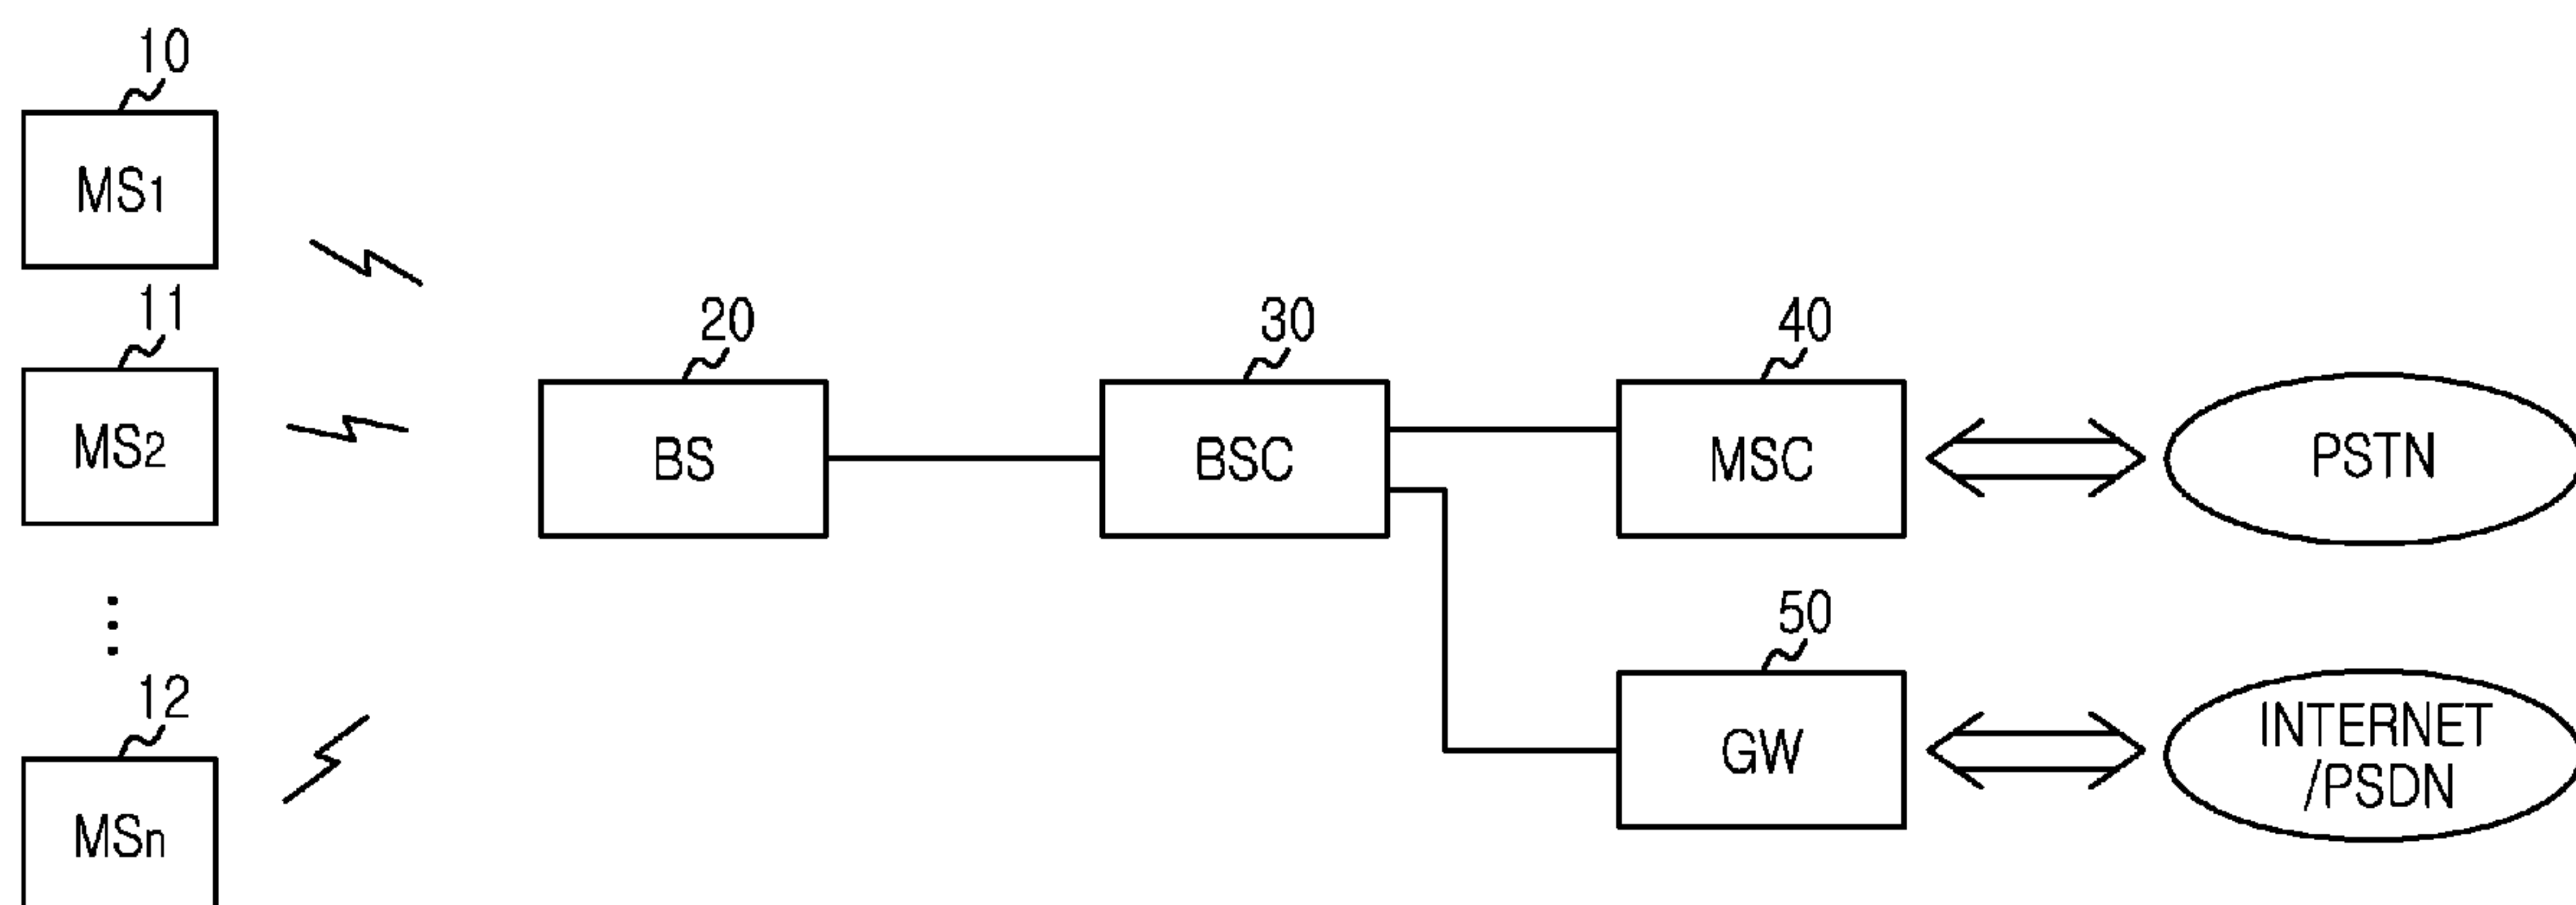 10
MS1
11
MS2
12
MSn
20
BS
30
BSC
40
MSC
PSTN
50
GW
INTERNET
/PSDN